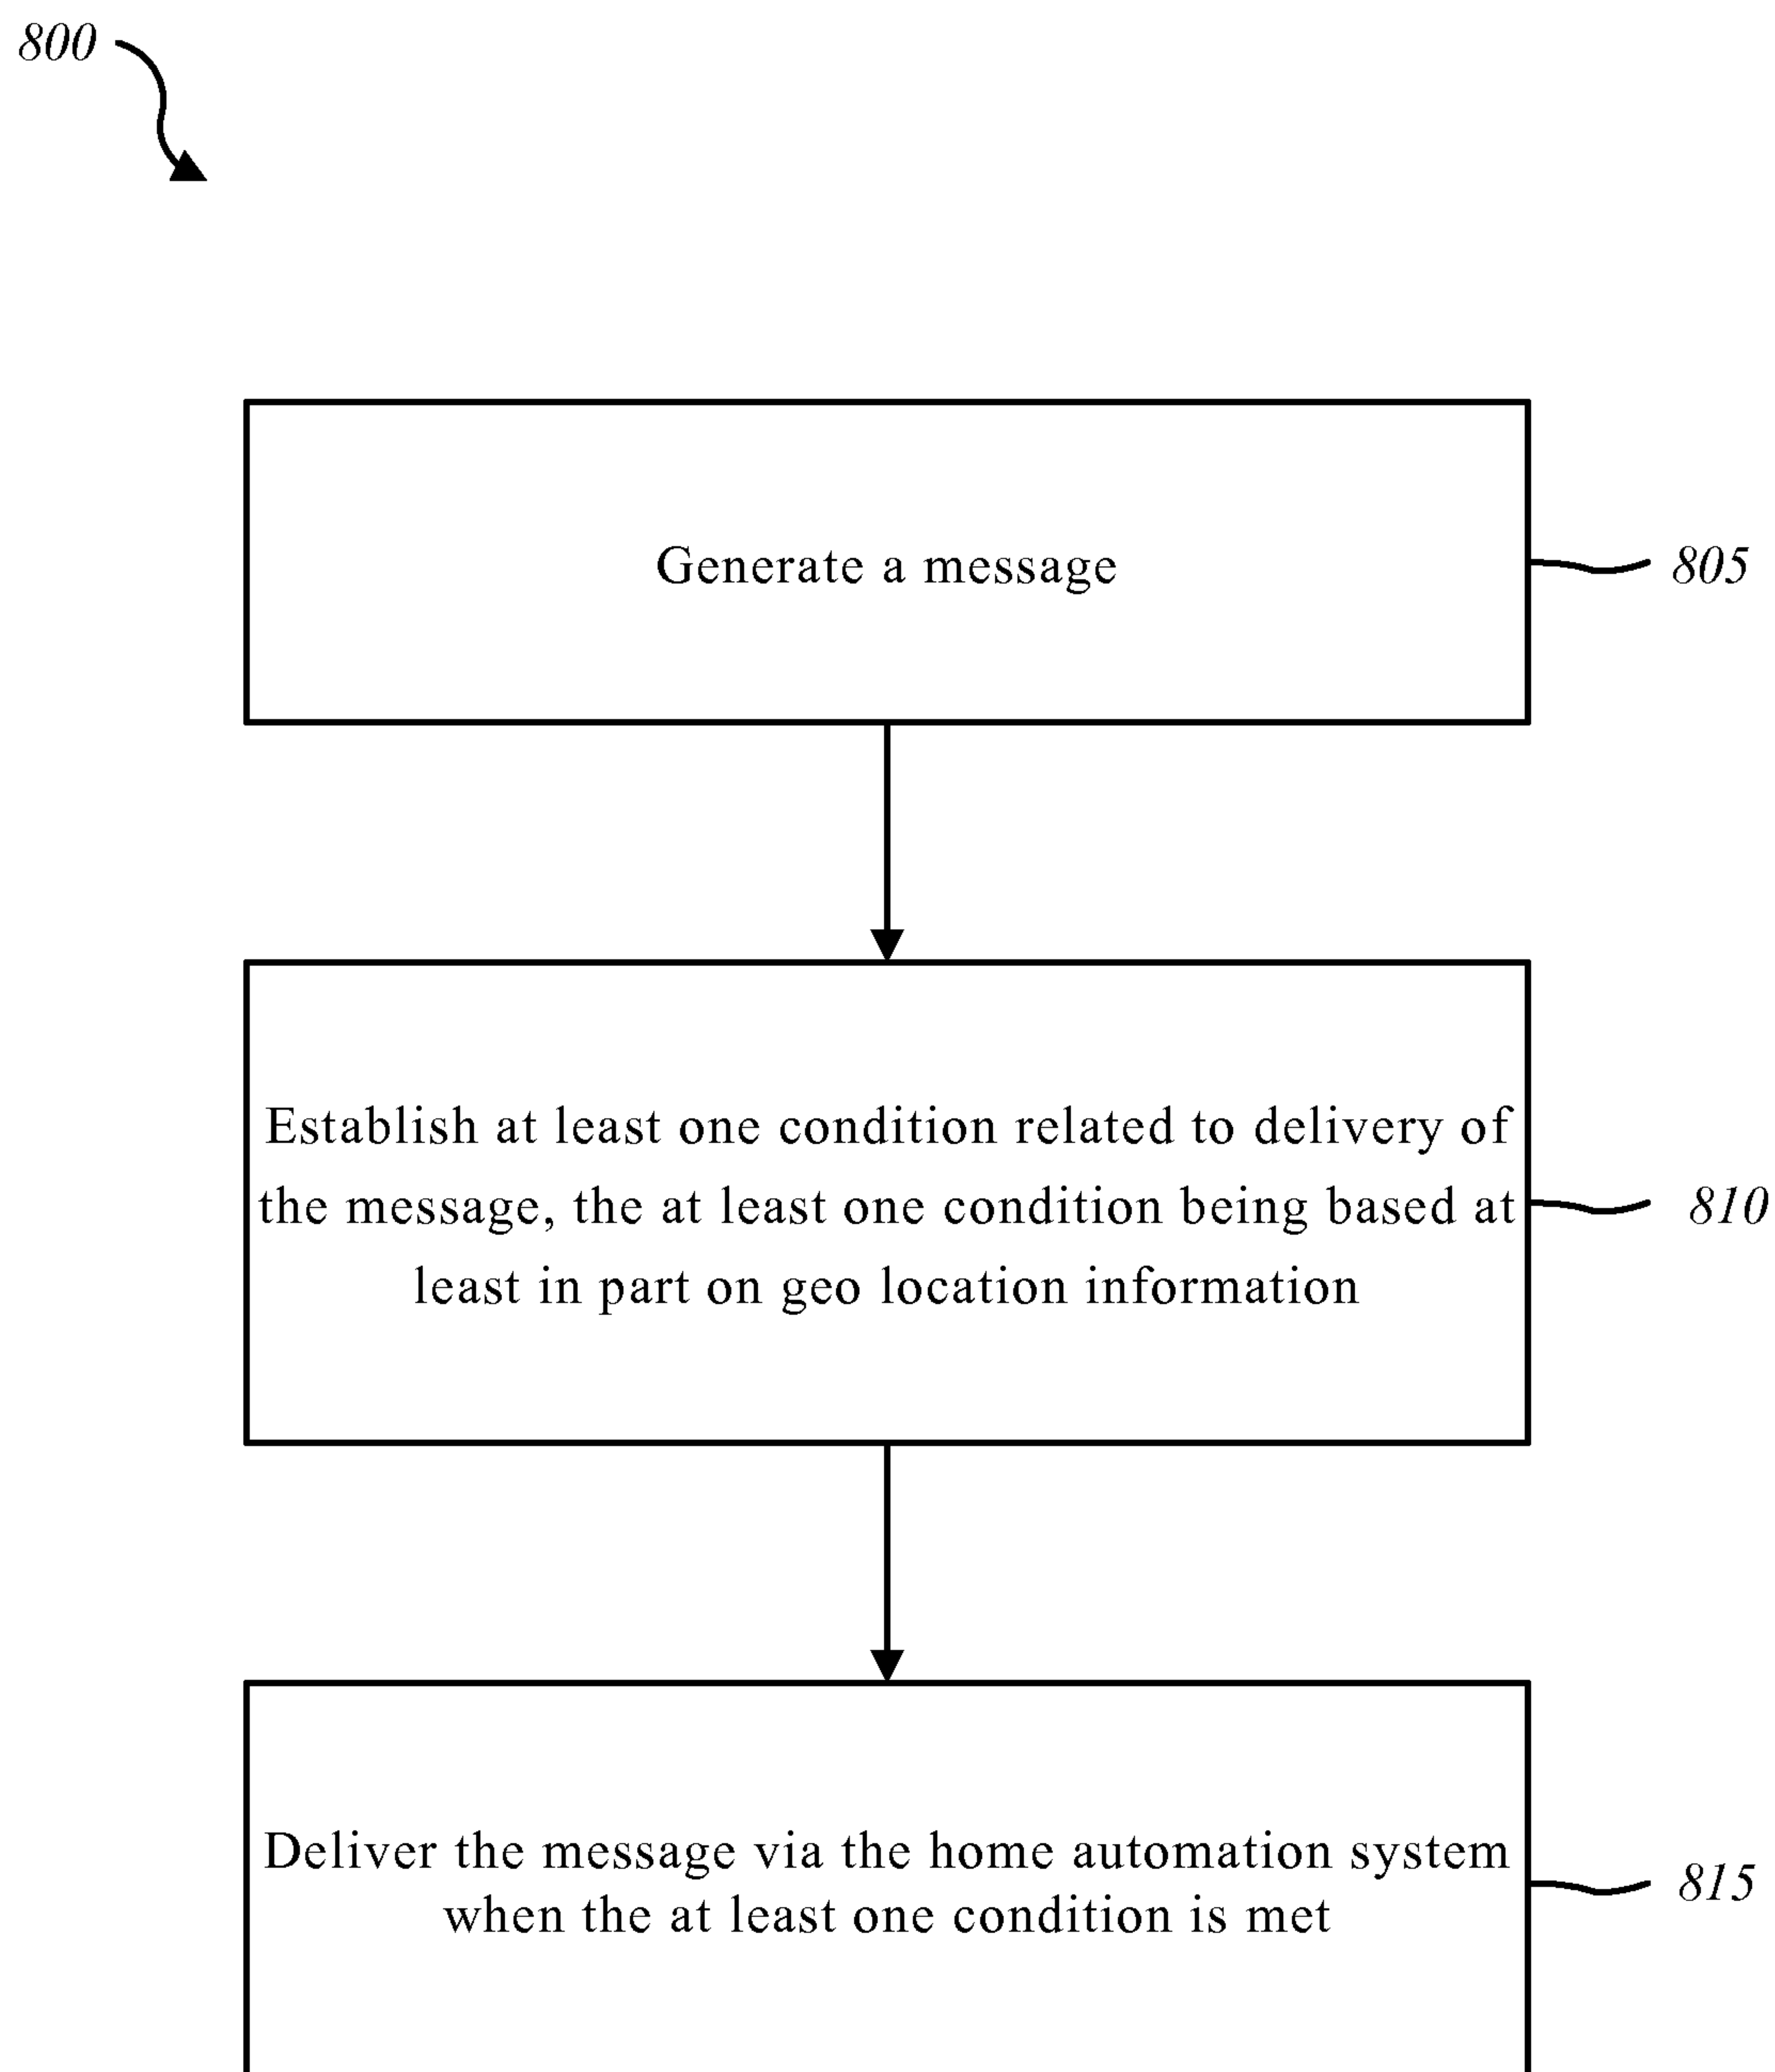 800
Generate a message
805
Establish at least one condition related to delivery of
the message, the at least one condition being based at
least in part on geo location information
810
Deliver the message via the home automation system
when the at least one condition is met
815